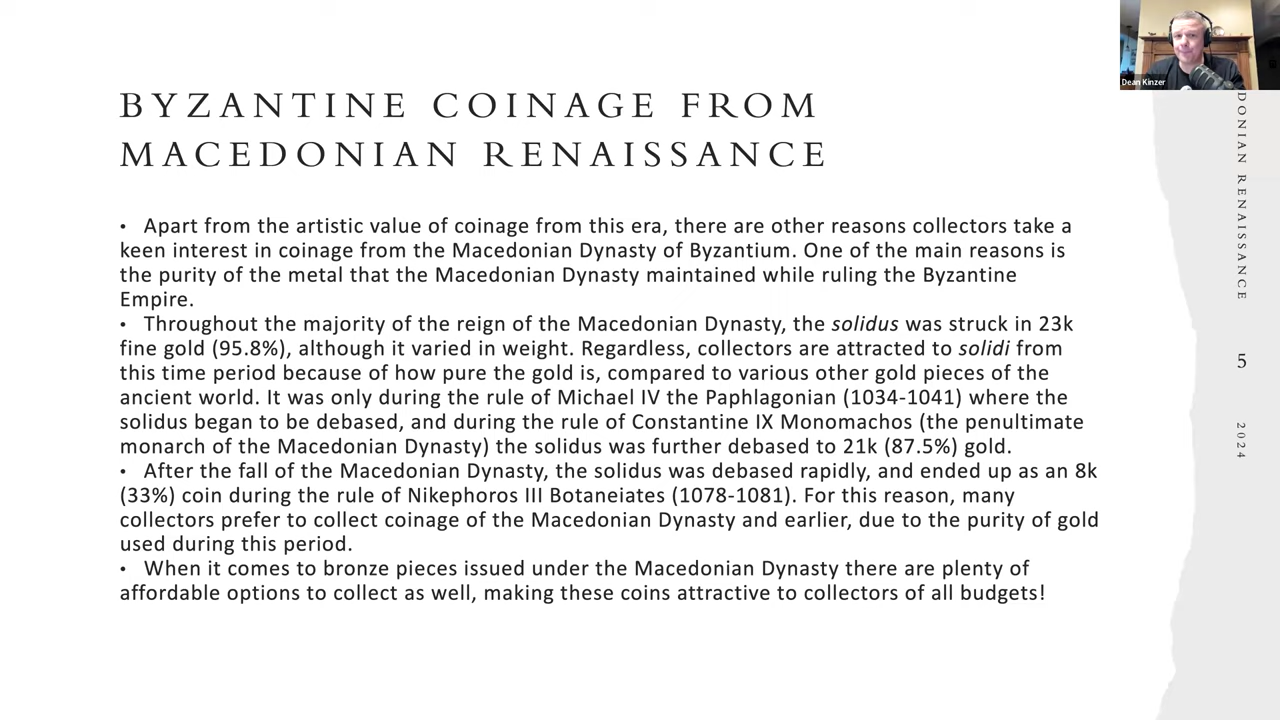 BYZANTINE COINAGE FROM
MACEDONIAN RENAISSANCE
• Apart from the artistic value of coinage from this era, there are other reasons collectors take a
keen interest in coinage from the Macedonian Dynasty of Byzantium. One of the main reasons is
the purity of the metal that the Macedonian Dynasty maintained while ruling the Byzantine
Empire.
• Throughout the majority of the reign of the Macedonian Dynasty, the solidus was struck in 23k
fine gold (95.8%), although it varied in weight. Regardless, collectors are attracted to solidi from
this time period because of how pure the gold is, compared to various other gold pieces of the
ancient world. It was only during the rule of Michael IV the Paphlagonian (1034-1041) where the
solidus began to be debased, and during the rule of Constantine IX Monomachos (the penultimate
monarch of the Macedonian Dynasty) the solidus was further debased to 21k (87.5%) gold.
• After the fall of the Macedonian Dynasty, the solidus was debased rapidly, and ended up as an 8k
(33%) coin during the rule of Nikephoros III Botaneiates (1078-1081). For this reason, many
collectors prefer to collect coinage of the Macedonian Dynasty and earlier, due to the purity of gold
used during this period.
• When it comes to bronze pieces issued under the Macedonian Dynasty there are plenty of
affordable options to collect as well, making these coins attractive to collectors of all budgets!
Dean Kinzer
DONIAN RENAISSANCE
5
2024